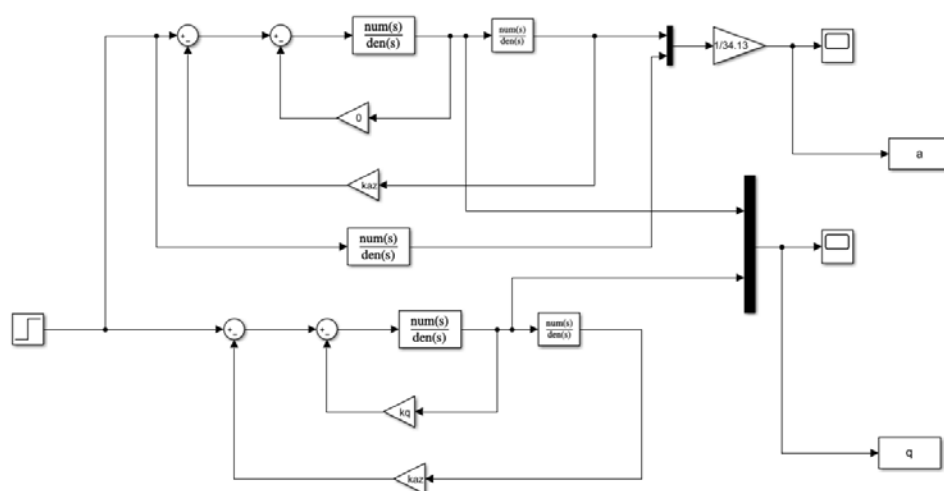 num(s)
den(s)
num(s)
den(s)
1/34.13
0
a
kaz
num(s)
den(s)
num(s)
den(s)
num(s)
den(s)
kq
q
kaz